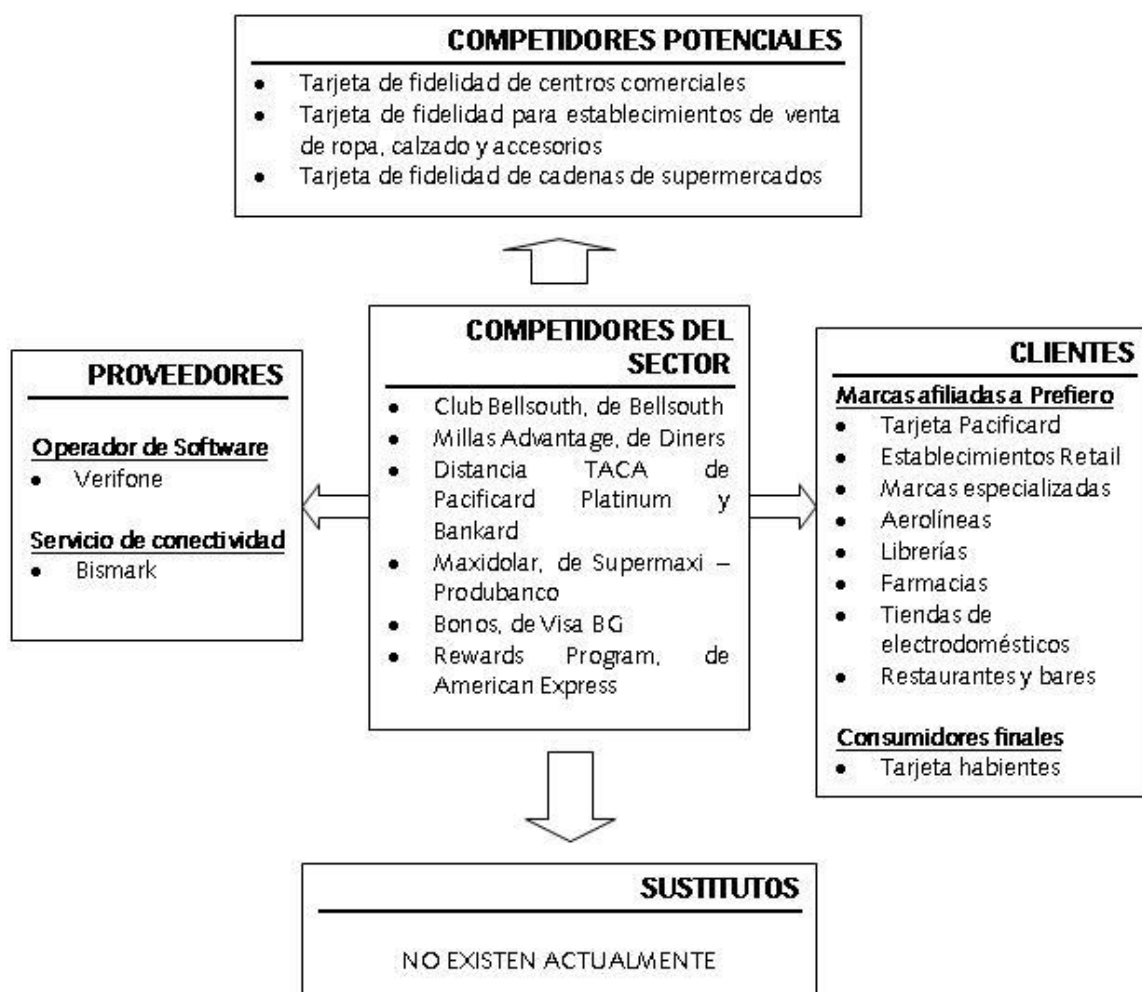 COMPETIDORES POTENCIALES
• Tarjeta de fidelidad de centros comerciales
• Tarjeta de fidelidad para establecimientos de venta
de ropa, calzado y accesorios
• Tarjeta de fidelidad de cadenas de supermercados
PROVEEDORES
Operador de Software
• Verifone
Servicio de conectividad
• Bismark
COMPETIDORES DEL
SECTOR
• Club Bellsouth, de Bellsouth
• Millas Advantage, de Diners
• Distancia TACA de
Pacificard Platinum y
Bankard
• Maxidolar, de Supermaxi –
Produbanco
• Bonos, de Visa BG
• Rewards Program, de
American Express
CLIENTES
Marcas afiliadas a Prefiero
• Tarjeta Pacificard
• Establecimientos Retail
• Marcas especializadas
• Aerolíneas
• Librerías
• Farmacias
• Tiendas de
electrodomésticos
• Restaurantes y bares
Consumidores finales
• Tarjeta habientes
SUSTITUTOS
NO EXISTEN ACTUALMENTE